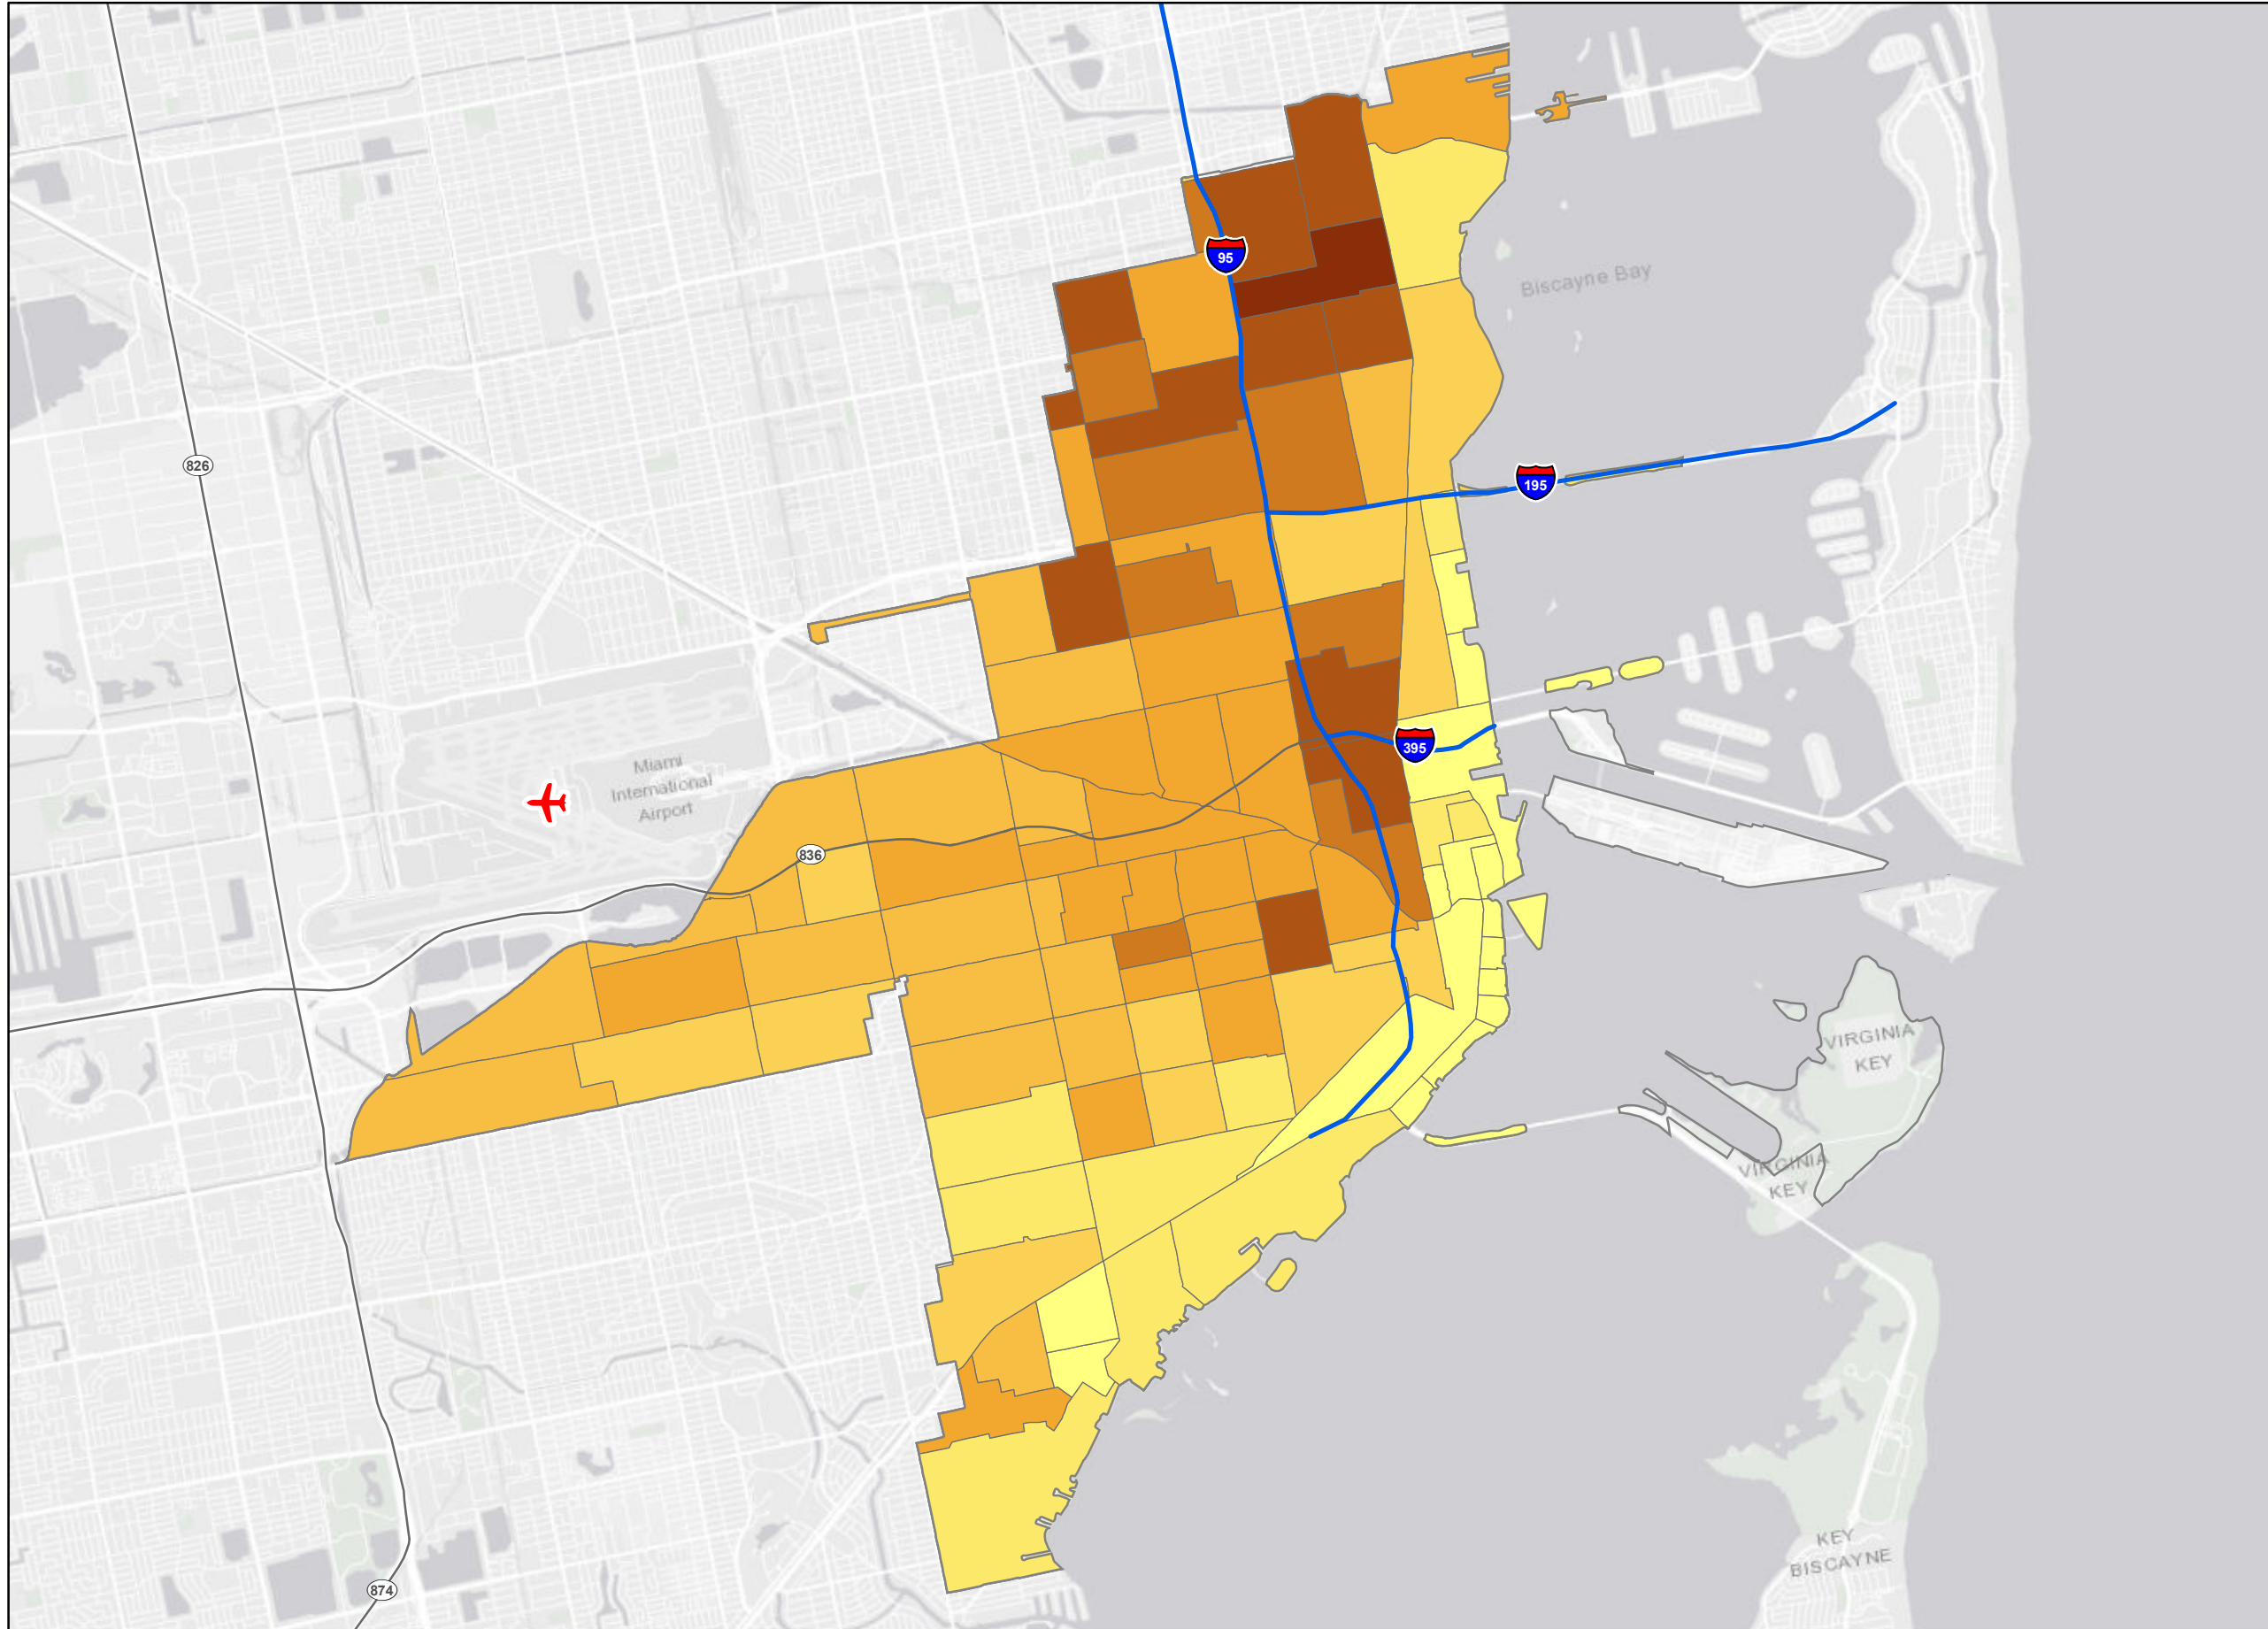 95
Biscayne Bay
826
195
395
Miami
International
Airport
836
VIRGINIA
KEY
VIRGINIA
KEY
KEY
BISCAYNE
874